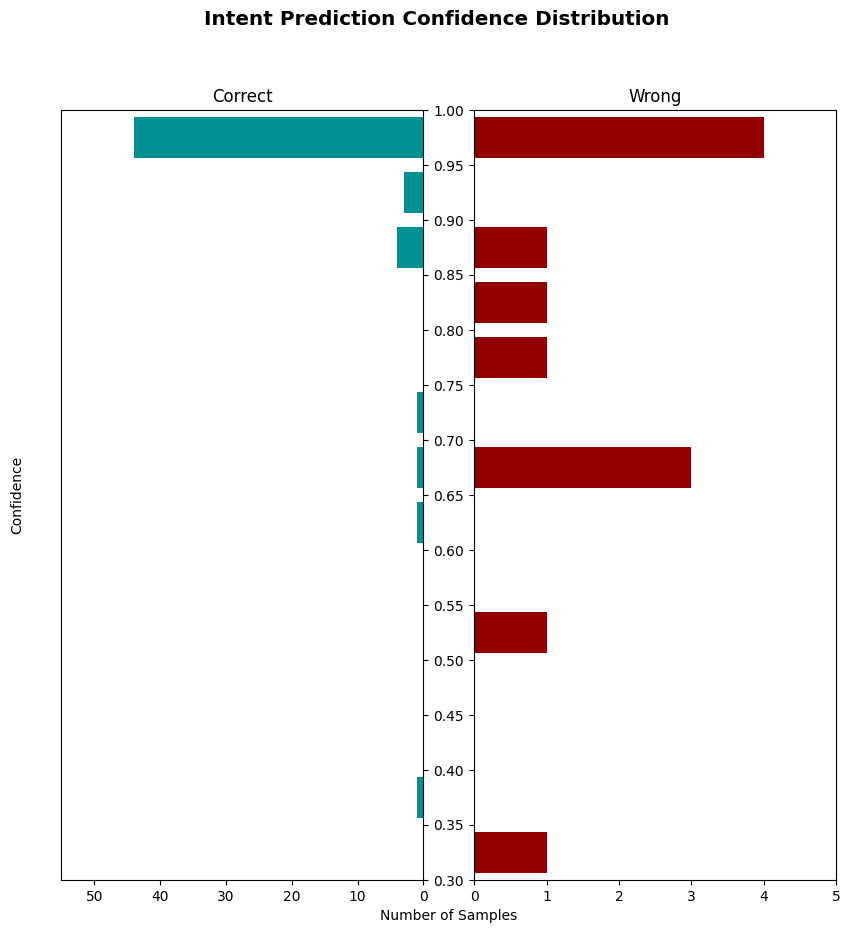 Intent Prediction Confidence Distribution
Correct
Wrong
1.00
0.95
0.90
0.85
0.80
0.75
0.70
0.65
0.60
0.55
0.50
0.45
0.40
0.35
0.30
Confidence
50 40 30 20 10 0
0 1 2 3 4 5
Number of Samples